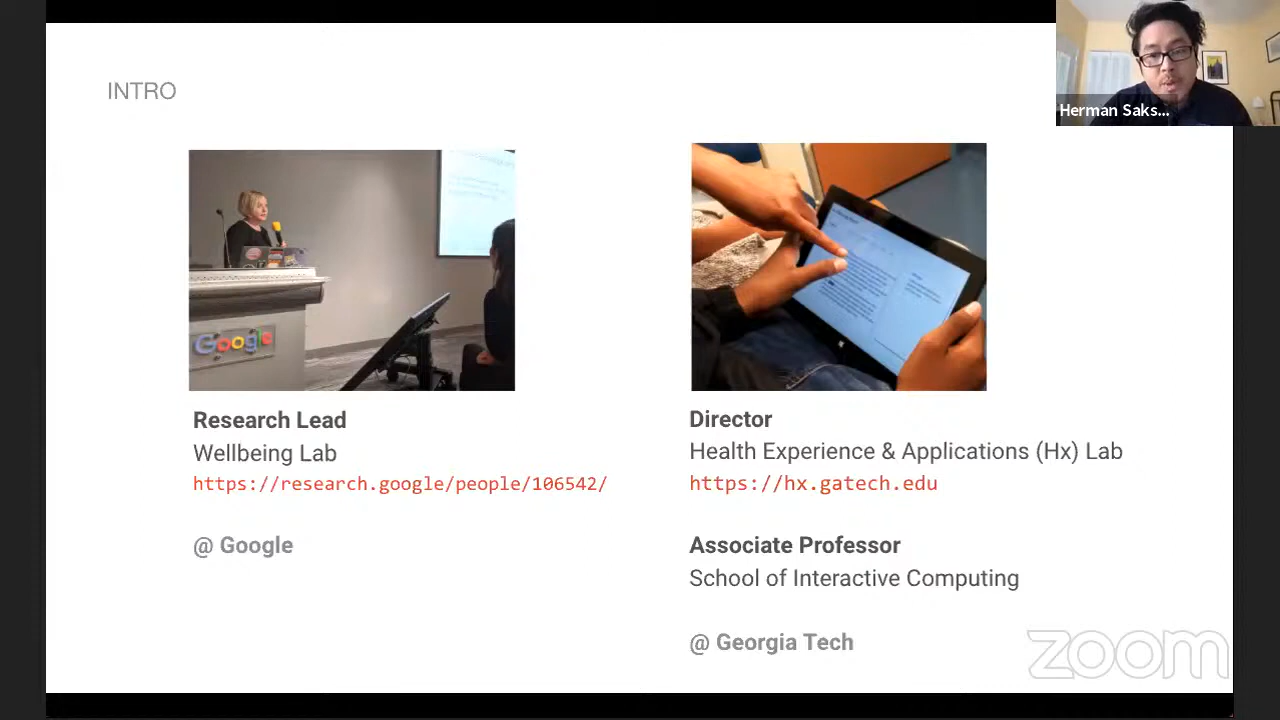 INTRO
Herman Saks...
Google
Research Lead
Wellbeing Lab
https://research.google/people/106542/
@ Google
Director
Health Experience & Applications (Hx) Lab
https://hx.gatech.edu
Associate Professor
School of Interactive Computing
@ Georgia Tech
zoom